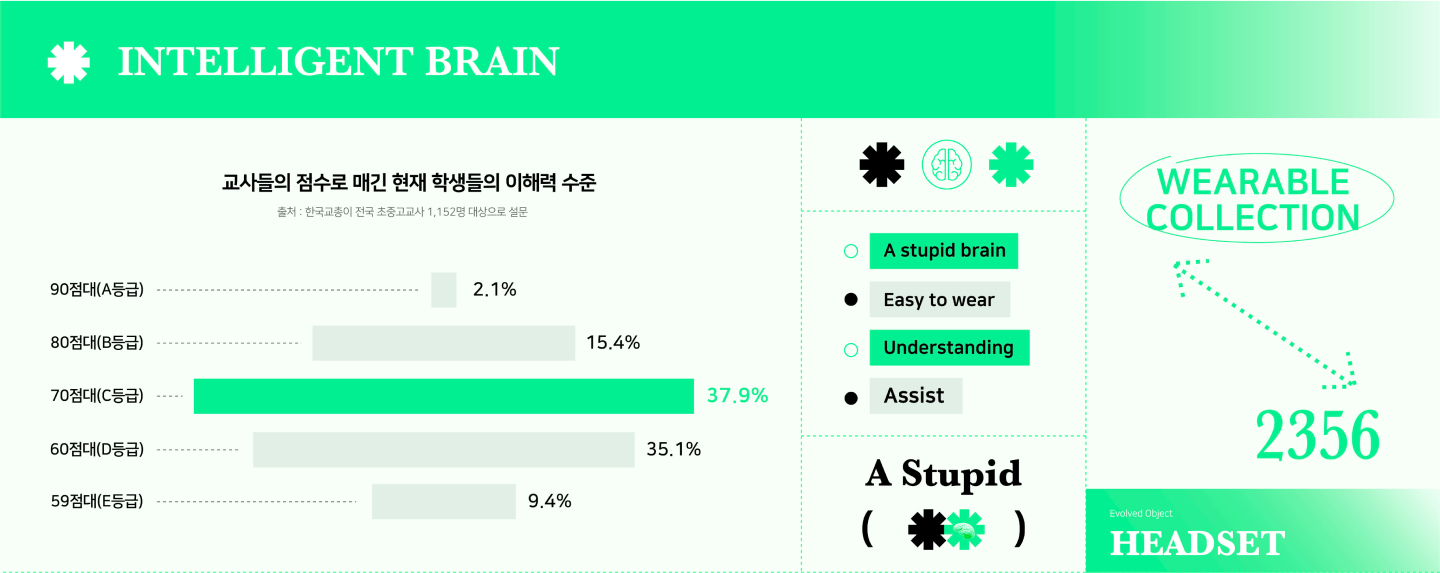 INTELLIGENT BRAIN
교사들의 점수로 매긴 현재 학생들의 이해력 수준
출처 : 한국교총이 전국 초중고교사 1,152명 대상으로 설문
90점대(A등급) 2.1%
80점대(B등급) 15.4%
70점대(C등급) 37.9%
60점대(D등급) 35.1%
59점대(E등급) 9.4%
A stupid brain
Easy to wear
Understanding
Assist
A Stupid
( )
WEARABLE
COLLECTION
2356
Evolved Object
HEADSET